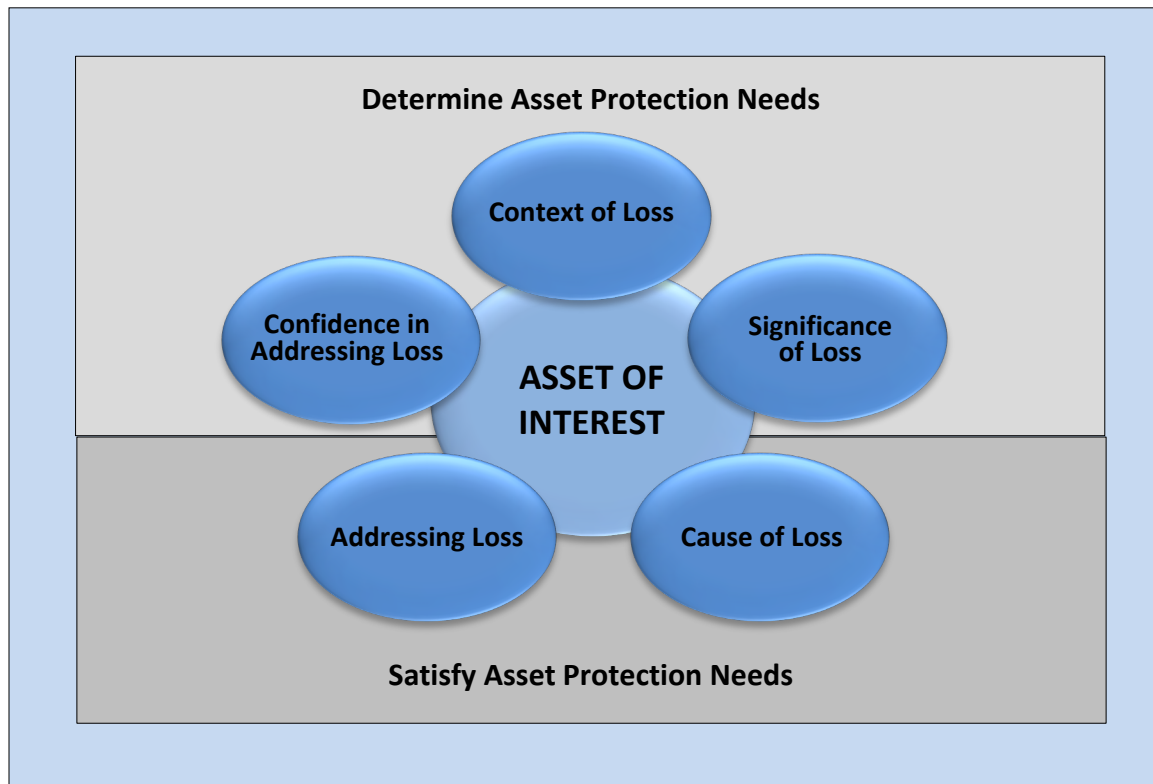 Determine Asset Protection Needs
Context of Loss
Confidence in
Addressing Loss
Significance
of Loss
ASSET OF
INTEREST
Addressing Loss
Cause of Loss
Satisfy Asset Protection Needs